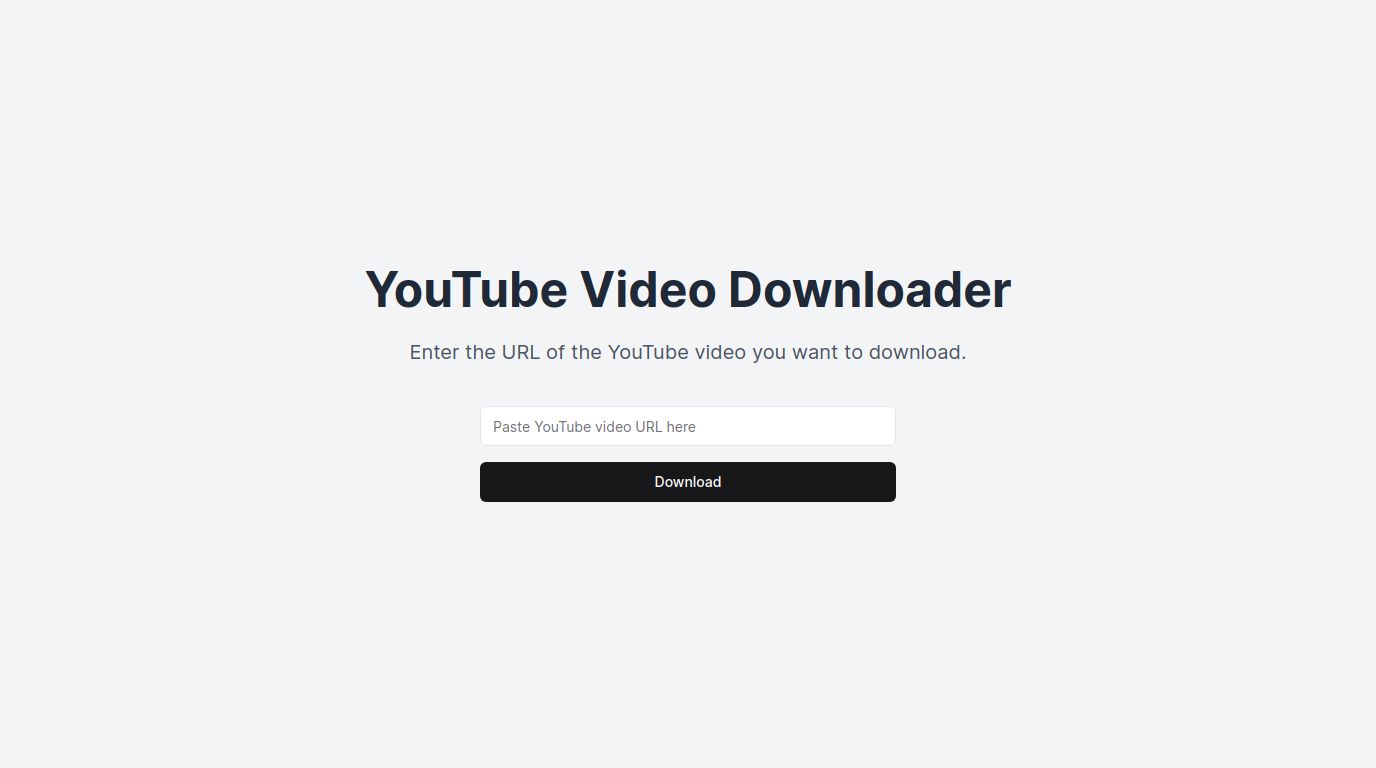 YouTube Video Downloader
Enter the URL of the YouTube video you want to download.
Paste YouTube video URL here
Download